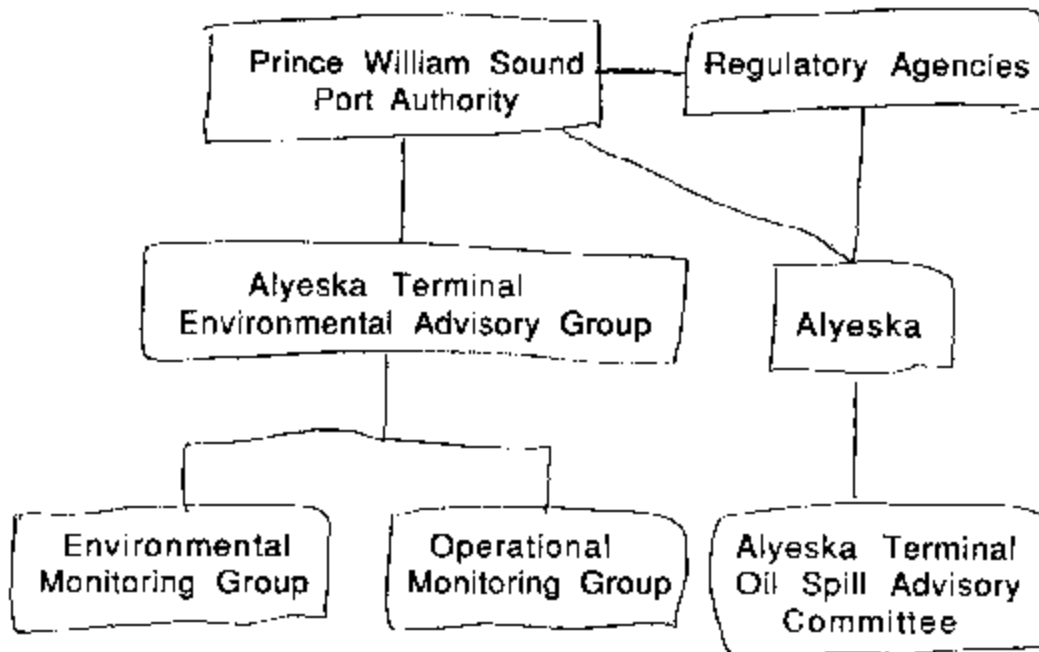 Prince William Sound
Port Authority
Regulatory Agencies
Alyeska Terminal
Environmental Advisory Group
Alyeska
Environmental
Monitoring Group
Operational
Monitoring Group
Alyeska Terminal
Oil Spill Advisory
Committee